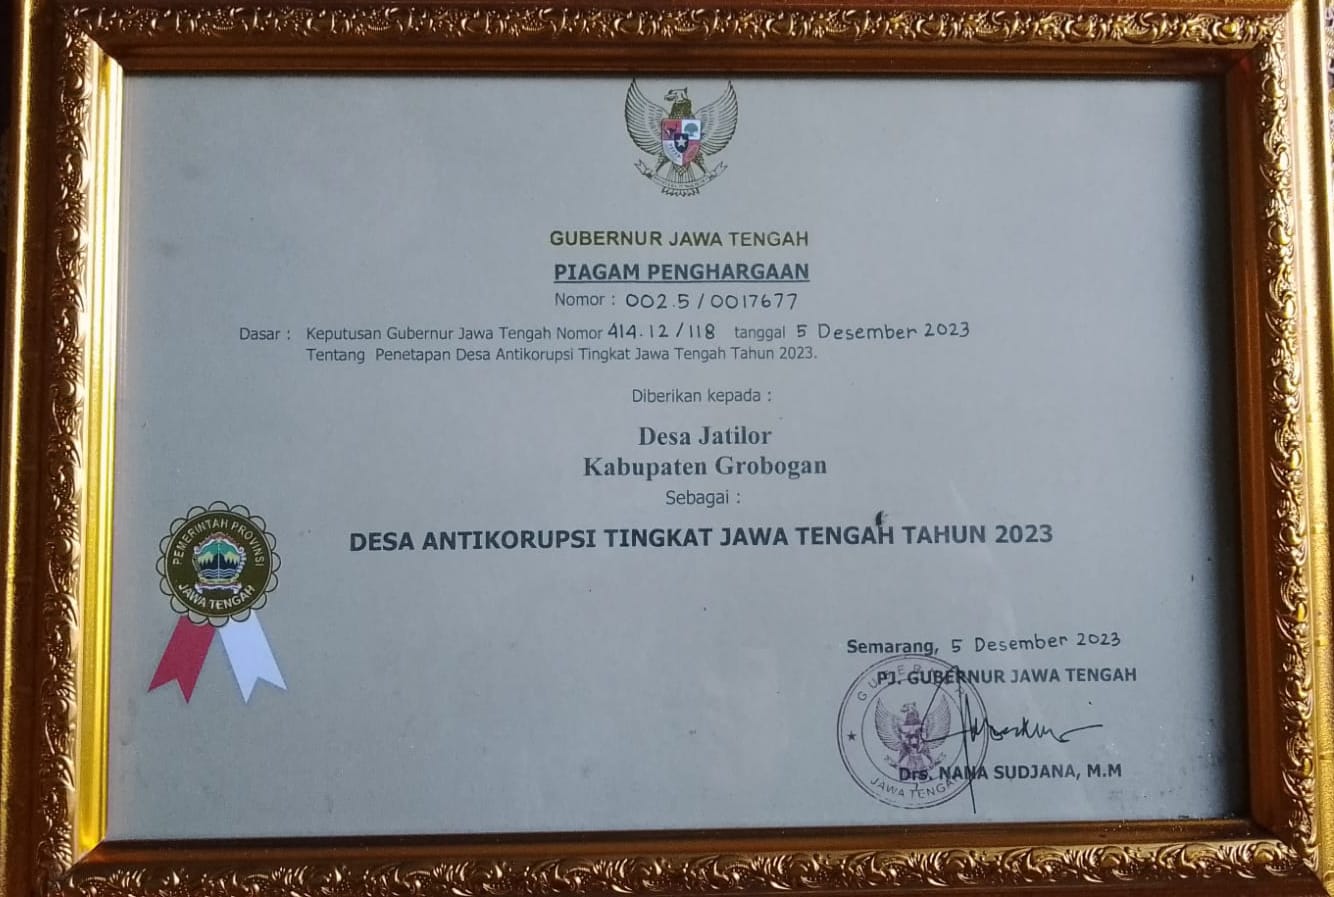 GUBERNUR JAWA TENGAH
PIAGAM PENGHARGAAN
Nomor : 002.5 / 0017677
Dasar : Keputusan Gubernur Jawa Tengah Nomor 414.12 / 118 tanggal 5 Desember 2023
Tentang Penetapan Desa Antikorupsi Tingkat Jawa Tengah Tahun 2023.
Diberikan kepada :
Desa Jatilor
Kabupaten Grobogan
Sebagai :
DESA ANTIKORUPSI TINGKAT JAWA TENGAH TAHUN 2023
PEMERINTAH PROVINSI
JAWA TENGAH
Semarang, 5 Desember 2023
PJ. GUBERNUR JAWA TENGAH
GUBERNUR
JAWA TENGAH
Drs. NANA SUDJANA, M.M